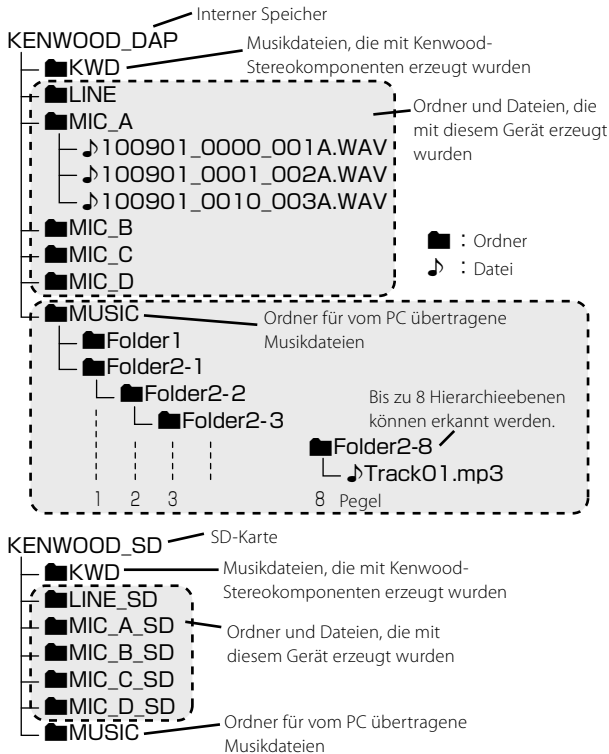 Interner Speicher
KENWOOD_DAP
KWD
Musikdateien, die mit Kenwood-
Stereokomponenten erzeugt wurden
LINE
MIC_A
Ordner und Dateien, die
mit diesem Gerät erzeugt
wurden
100901_0000_001A.WAV
100901_0001_002A.WAV
100901_0010_003A.WAV
MIC_B
MIC_C
MIC_D
: Ordner
: Datei
MUSIC
Ordner für vom PC übertragene
Musikdateien
Folder1
Folder2-1
Folder2-2
Folder2-3
Bis zu 8 Hierarchieebenen
können erkannt werden.
Folder2-8
Track01.mp3
1 2 3 8 Pegel
KENWOOD_SD
SD-Karte
KWD
Musikdateien, die mit Kenwood-
Stereokomponenten erzeugt wurden
LINE_SD
MIC_A_SD
MIC_B_SD
MIC_C_SD
MIC_D_SD
Ordner und Dateien, die mit
diesem Gerät erzeugt wurden
MUSIC
Ordner für vom PC übertragene
Musikdateien